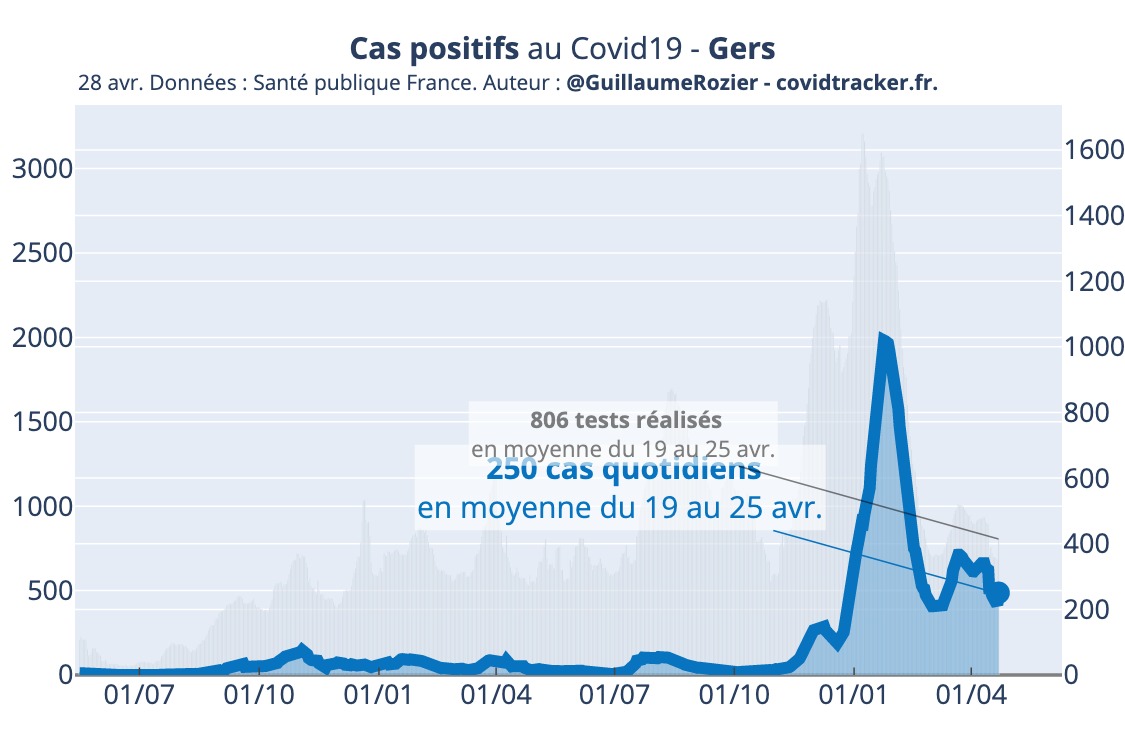 Cas positifs au Covid19 - Gers
28 avr. Données : Santé publique France. Auteur : @GuillaumeRozier - covidtracker.fr.
3000
2500
2000
1500
1000
500
0
1600
1400
1200
1000
800
600
400
200
0
806 tests réalisés
en moyenne du 19 au 25 avr.
250 cas quotidiens
en moyenne du 19 au 25 avr.
01/07 01/10 01/01 01/04 01/07 01/10 01/01 01/04